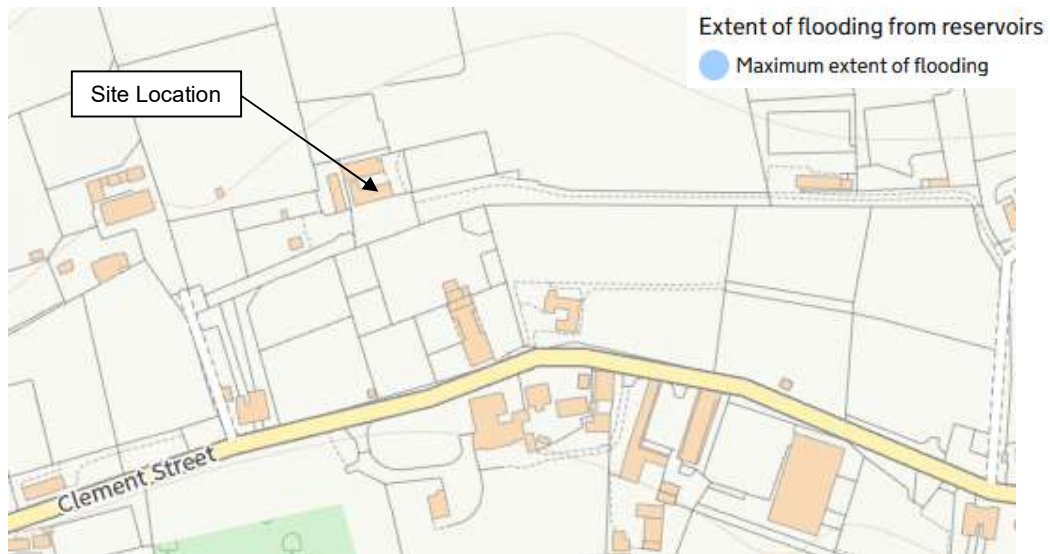 Extent of flooding from reservoirs
Maximum extent of flooding
Site Location
Clement Street